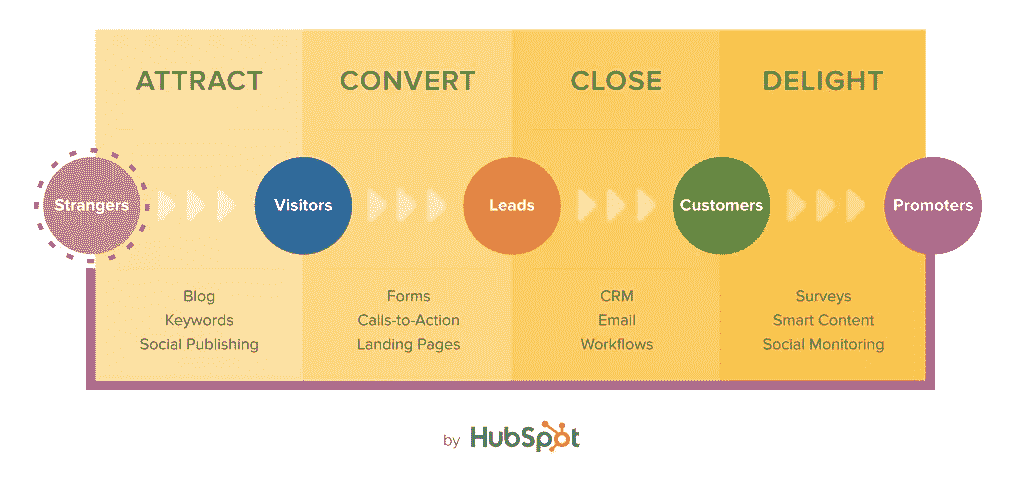 ATTRACT
CONVERT
CLOSE
DELIGHT
Strangers
Visitors
Leads
Customers
Promoters
Blog
Keywords
Social Publishing
Forms
Calls-to-Action
Landing Pages
CRM
Email
Workflows
Surveys
Smart Content
Social Monitoring
by HubSpot